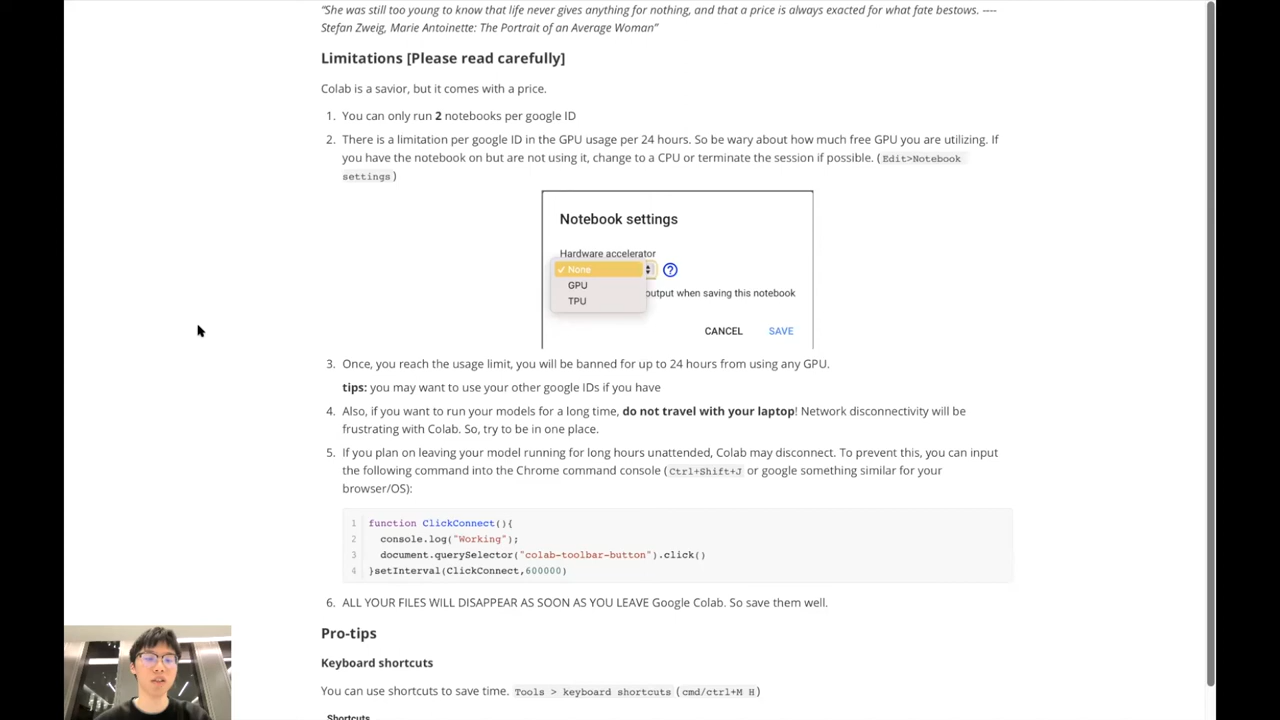 “She was still too young to know that life never gives anything for nothing, and that a price is always exacted for what fate bestows. ----
Stefan Zweig, Marie Antoinette: The Portrait of an Average Woman”
Limitations [Please read carefully]
Colab is a savior, but it comes with a price.
1. You can only run 2 notebooks per google ID
2. There is a limitation per google ID in the GPU usage per 24 hours. So be wary about how much free GPU you are utilizing. If
you have the notebook on but are not using it, change to a CPU or terminate the session if possible. (Edit>Notebook
settings)
Notebook settings
Hardware accelerator
✓ None
GPU
output when saving this notebook
TPU
CANCEL SAVE
3. Once, you reach the usage limit, you will be banned for up to 24 hours from using any GPU.
tips: you may want to use your other google IDs if you have
4. Also, if you want to run your models for a long time, do not travel with your laptop! Network disconnectivity will be
frustrating with Colab. So, try to be in one place.
5. If you plan on leaving your model running for long hours unattended, Colab may disconnect. To prevent this, you can input
the following command into the Chrome command console (Ctrl+Shift+J or google something similar for your
browser/OS):
1 function ClickConnect(){
2 console.log("Working");
3 document.querySelector("colab-toolbar-button").click()
4 }setInterval(ClickConnect,600000)
6. ALL YOUR FILES WILL DISAPPEAR AS SOON AS YOU LEAVE Google Colab. So save them well.
Pro-tips
Keyboard shortcuts
You can use shortcuts to save time. Tools > keyboard shortcuts (cmd/ctrl+M H)
Shortcuts